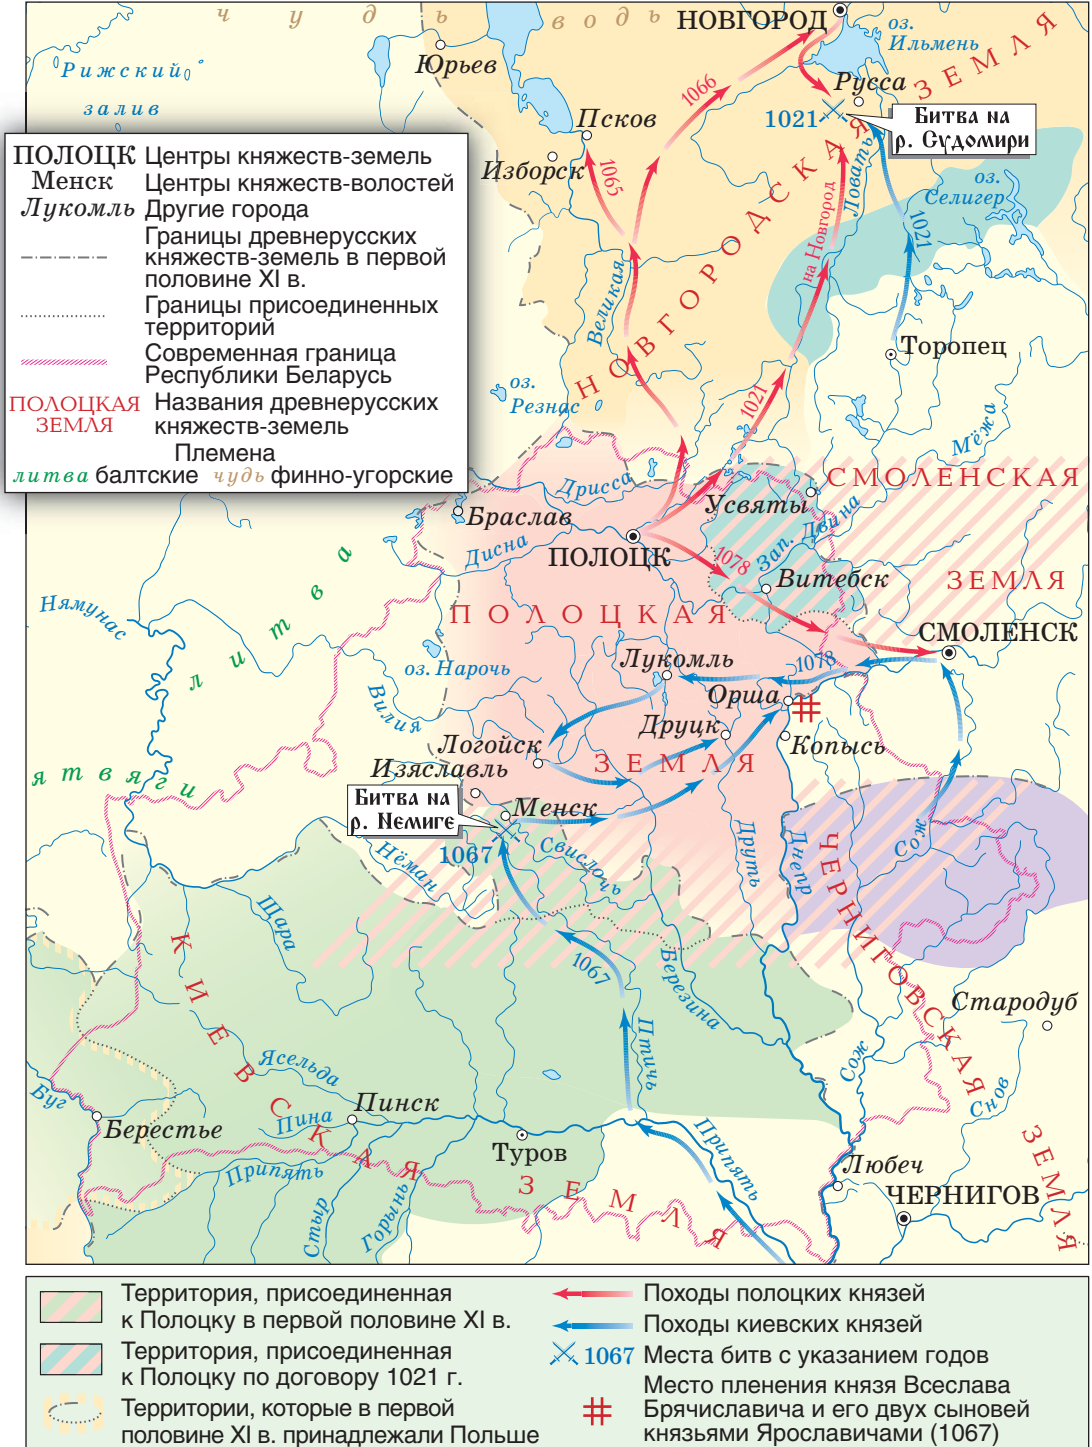 чудь водь
НОВГОРОД
оз.
Ильмень
Рижский
залив
Юрьев
Русса
ЗЕМЛЯ
1066
1021
Битва на
р. Судомири
Псков
Изборск
1065
ПОЛОЦК Центры княжеств-земель
Менск Центры княжеств-волостей
Лукомль Другие города
Границы древнерусских
княжеств-земель в первой
половине XI в.
Границы присоединенных
территорий
Современная граница
Республики Беларусь
ПОЛОЦКАЯ
ЗЕМЛЯ
Названия древнерусских
княжеств-земель
Племена
литва балтские чудь финно-угорские
НОВГОРОДСКАЯ
Ловать
на Новгород
оз.
Селигер
1021
Великая
Торопец
оз.
Резнас
1021
Мёжа
СМОЛЕНСКАЯ
Дрисса
Усвяты
Браслав
Дисна
ПОЛОЦК
1078
Зап. Двина
Витебск
ЗЕМЛЯ
литва
Нямунас
ПОЛОЦКАЯ
СМОЛЕНСК
оз. Нарочь
Лукомль
1078
Вилия
Орша
Друцк
Логойск
Копысь
ЗЕМЛЯ
Изяславль
ятвяги
Битва на
р. Немиге
Менск
1067
Свислочь
Нёман
Друть
Днепр
Сож
ЧЕРНИГОВСКАЯ
Щара
КИЕВСКАЯ
1067
Березина
Стародуб
Птичь
Сож
Ясельда
Снов
Буг
Берестье
Пина
Пинск
Туров
Припять
Припять
ЗЕМЛЯ
Любеч
ЗЕМЛЯ
ЧЕРНИГОВ
Стыр
Горынь
Территория, присоединенная
к Полоцку в первой половине XI в.
Территория, присоединенная
к Полоцку по договору 1021 г.
Территории, которые в первой
половине XI в. принадлежали Польше
Походы полоцких князей
Походы киевских князей
1067 Места битв с указанием годов
Место пленения князя Всеслава
Брячиславича и его двух сыновей
князьями Ярославичами (1067)